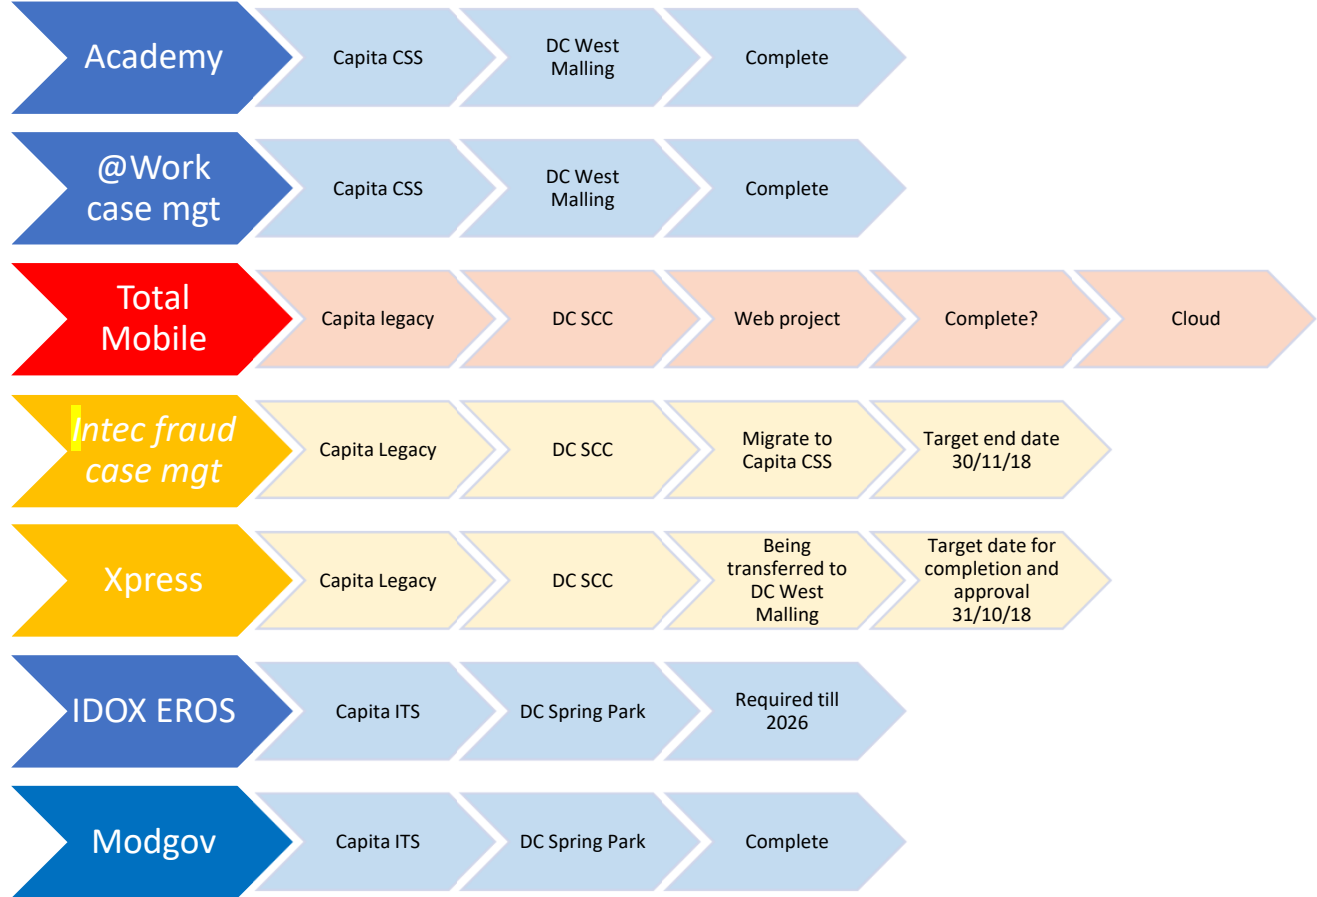 Academy
Capita CSS
DC West
Malling
Complete
@Work
case mgt
Capita CSS
DC West
Malling
Complete
Total
Mobile
Capita legacy
DC SCC
Web project
Complete?
Cloud
Intec fraud
case mgt
Capita Legacy
DC SCC
Migrate to
Capita CSS
Target end date
30/11/18
Xpress
Capita Legacy
DC SCC
Being
transferred to
DC West
Malling
Target date for
completion and
approval
31/10/18
IDOX EROS
Capita ITS
DC Spring Park
Required till
2026
Modgov
Capita ITS
DC Spring Park
Complete